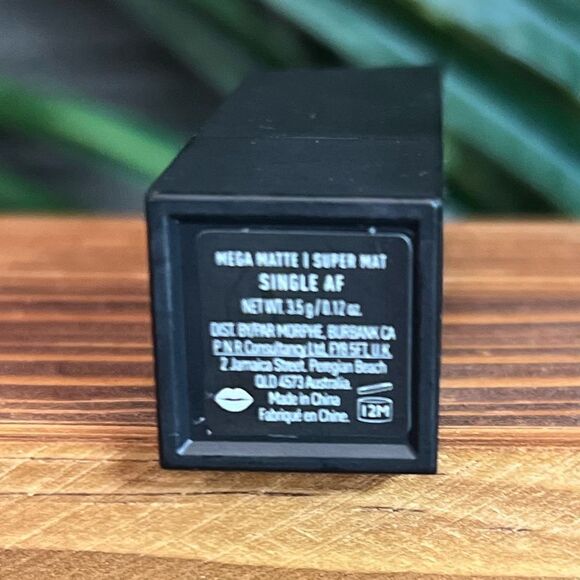 MEGA MATTE | SUPER MAT
SINGLE AF
NET WT. 3.5 g / 0.12 oz.
DIST. BY/PAR MORPHE, BURBANK CA
P.N.R. Consultancy Ltd. FY8 5FT, U.K.
2 Jamaica Street, Peregian Beach
QLD 4573 Australia.
Made in China
Fabriqué en Chine.
12M